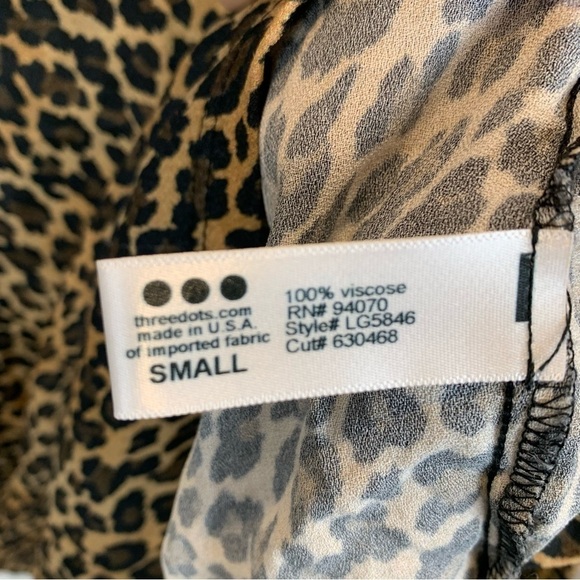 threedots.com
made in U.S.A.
of imported fabric
SMALL
100% viscose
RN# 94070
Style# LG5846
Cut# 630468